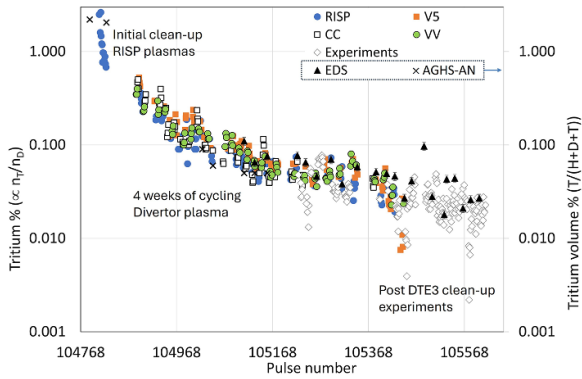 RISP
V5
CC
VV
Experiments
EDS
AGHS-AN
Initial clean-up
RISP plasmas
4 weeks of cycling
Divertor plasma
Post DTE3 clean-up
experiments
Tritium % (∝ nT/nD)
1.000
0.100
0.010
0.001
Tritium volume % (T/(H+D+T))
1.000
0.100
0.010
0.001
104768
104968
105168
105368
105568
Pulse number